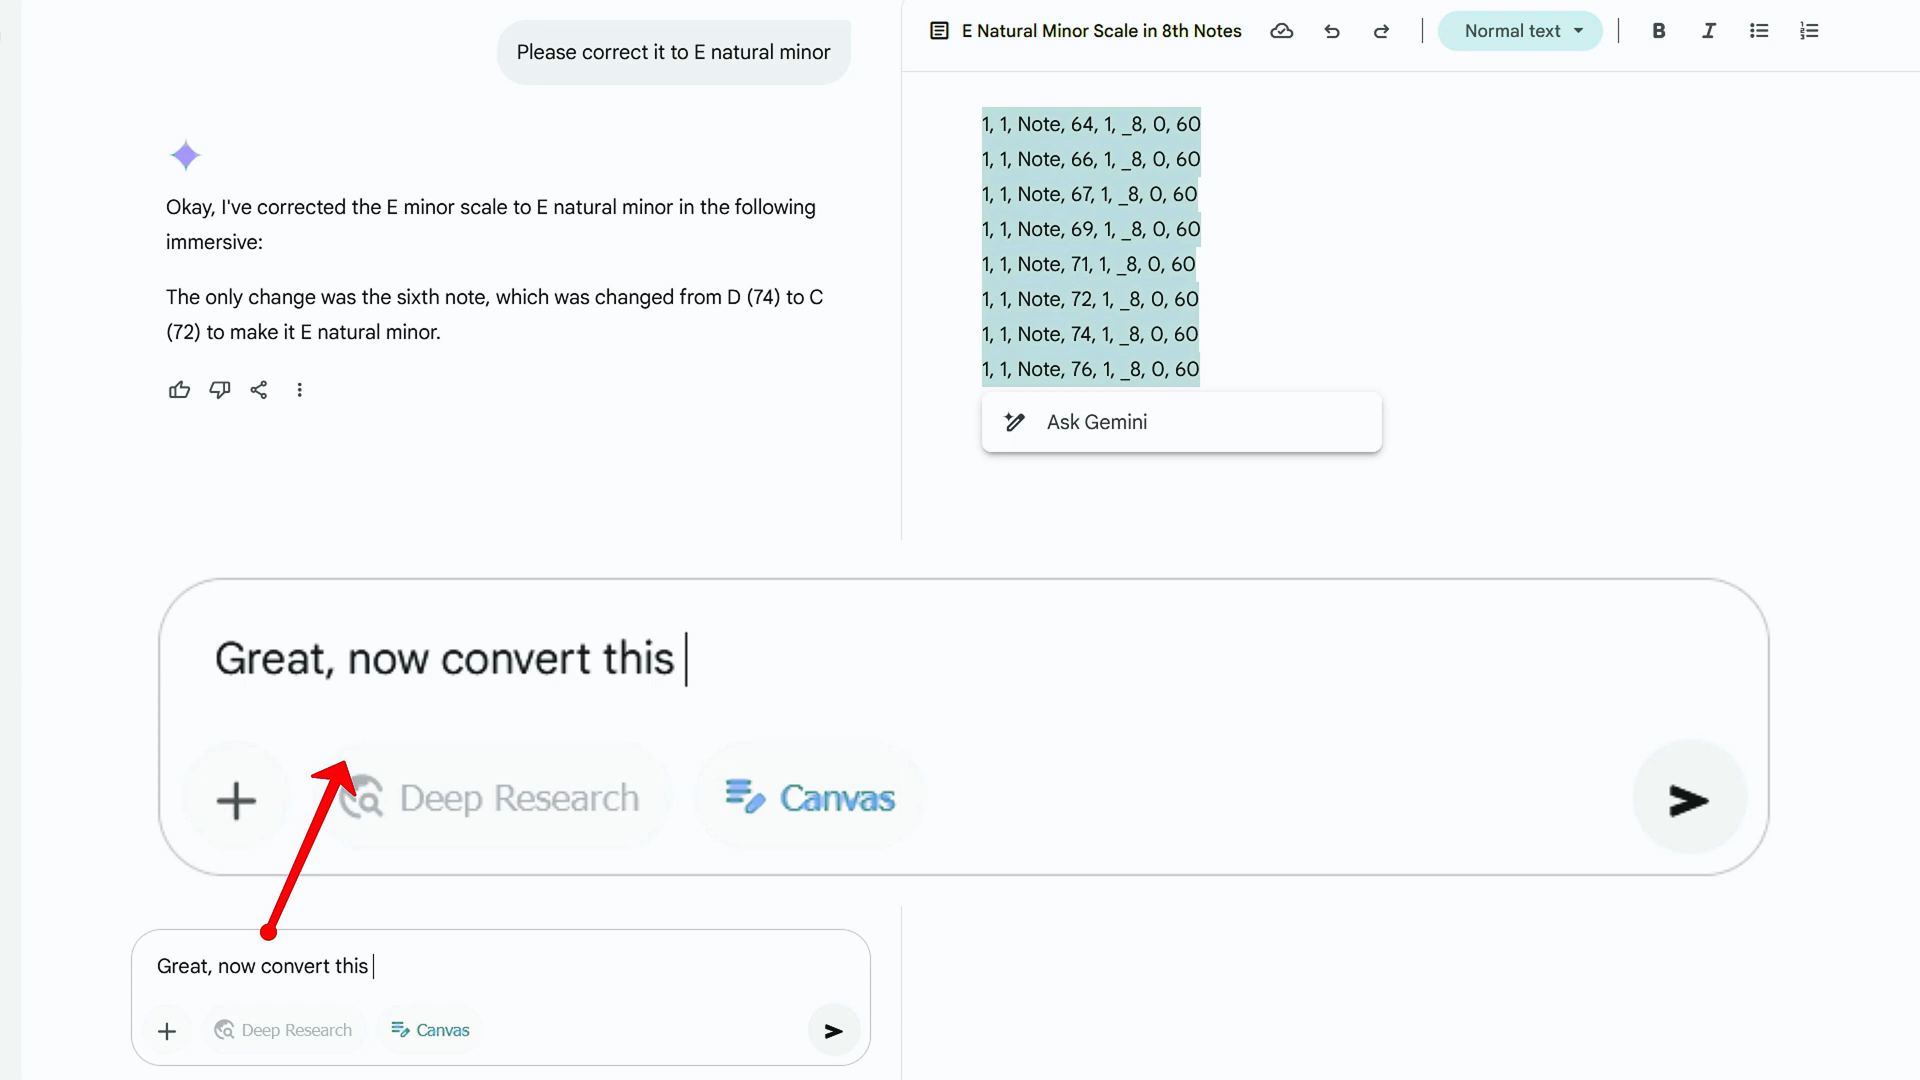 Please correct it to E natural minor
Okay, I've corrected the E minor scale to E natural minor in the following
immersive:
The only change was the sixth note, which was changed from D (74) to C
(72) to make it E natural minor.
E Natural Minor Scale in 8th Notes
Normal text
B
I
1, 1, Note, 64, 1, _8, 0, 60
1, 1, Note, 66, 1, _8, 0, 60
1, 1, Note, 67, 1, _8, 0, 60
1, 1, Note, 69, 1, _8, 0, 60
1, 1, Note, 71, 1, _8, 0, 60
1, 1, Note, 72, 1, _8, 0, 60
1, 1, Note, 74, 1, _8, 0, 60
1, 1, Note, 76, 1, _8, 0, 60
Ask Gemini
Great, now convert this
Deep Research
Canvas
Great, now convert this
Deep Research
Canvas